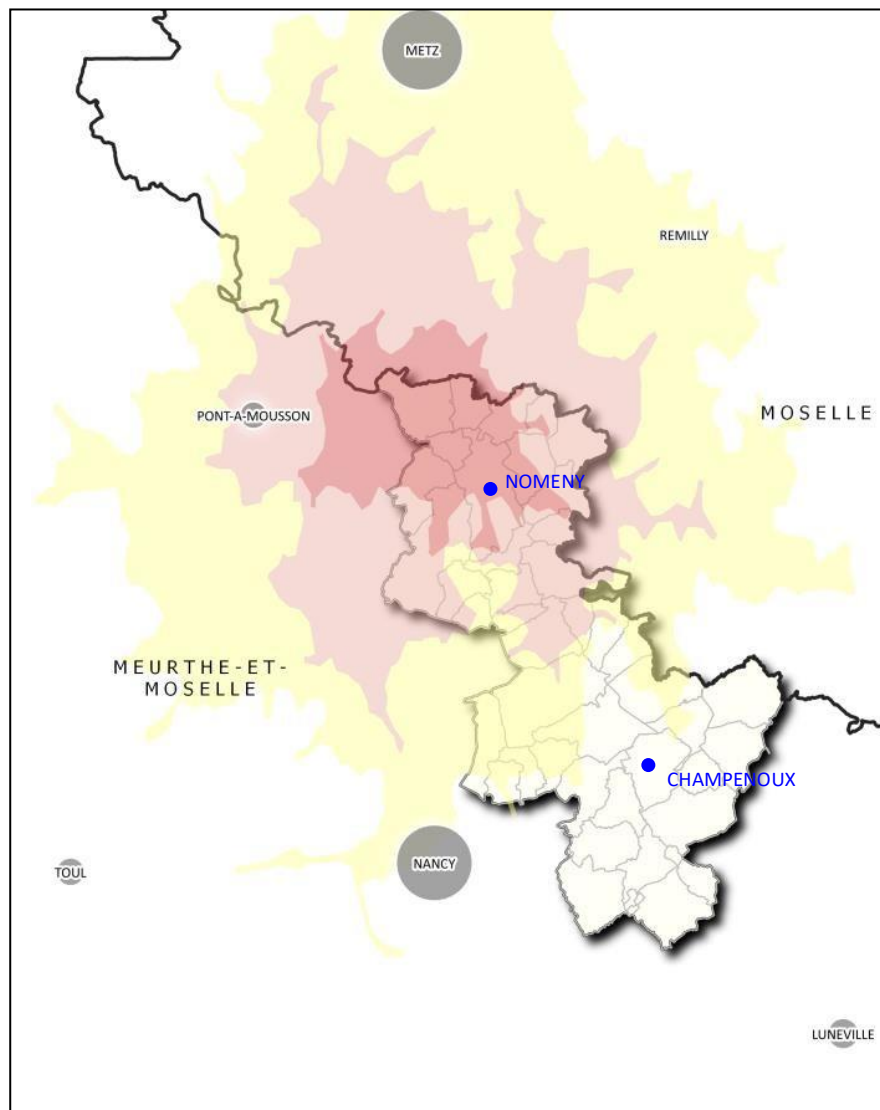 METZ
REMILLY
PONT-A-MOUSSON
MOSELLE
NOMENY
MEURTHE-ET-
MOSELLE
CHAMPENOUX
NANCY
TOUL
LUNEVILLE